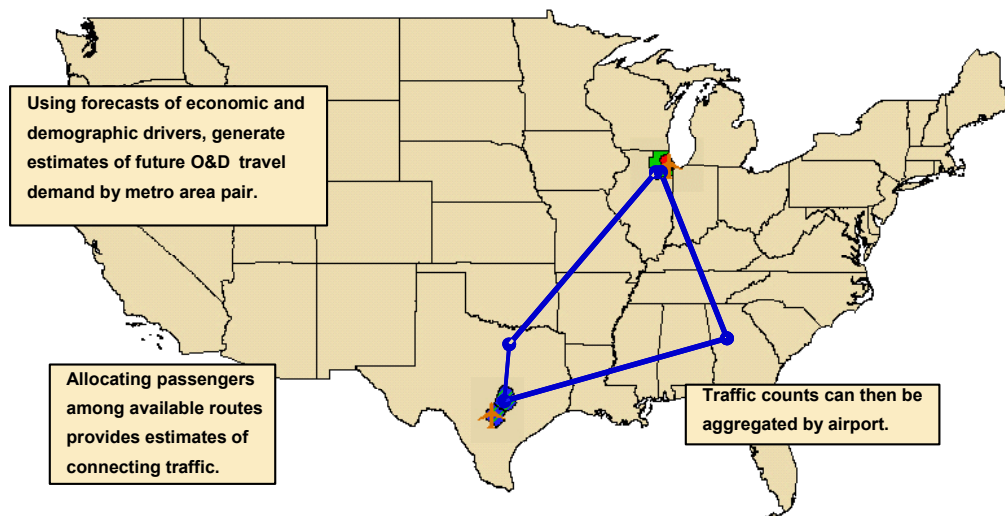 Using forecasts of economic and
demographic drivers, generate
estimates of future O&D travel
demand by metro area pair.
Allocating passengers
among available routes
provides estimates of
connecting traffic.
Traffic counts can then be
aggregated by airport.